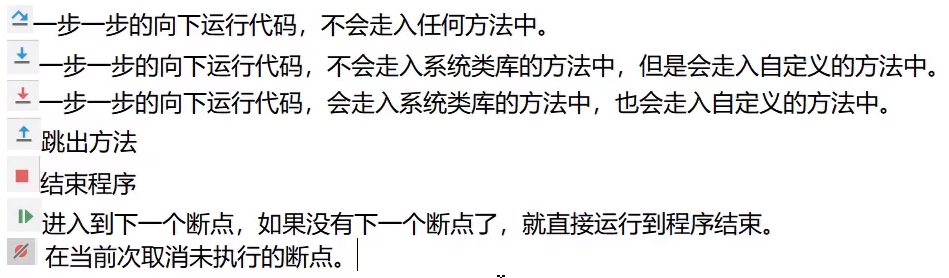 一步一步的向下运行代码，不会走入任何方法中。
一步一步的向下运行代码，不会走入系统类库的方法中，但是会走入自定义的方法中。
一步一步的向下运行代码，会走入系统类库的方法中，也会走入自定义的方法中。
跳出方法
结束程序
进入到下一个断点，如果没有下一个断点了，就直接运行到程序结束。
在当前次取消未执行的断点。